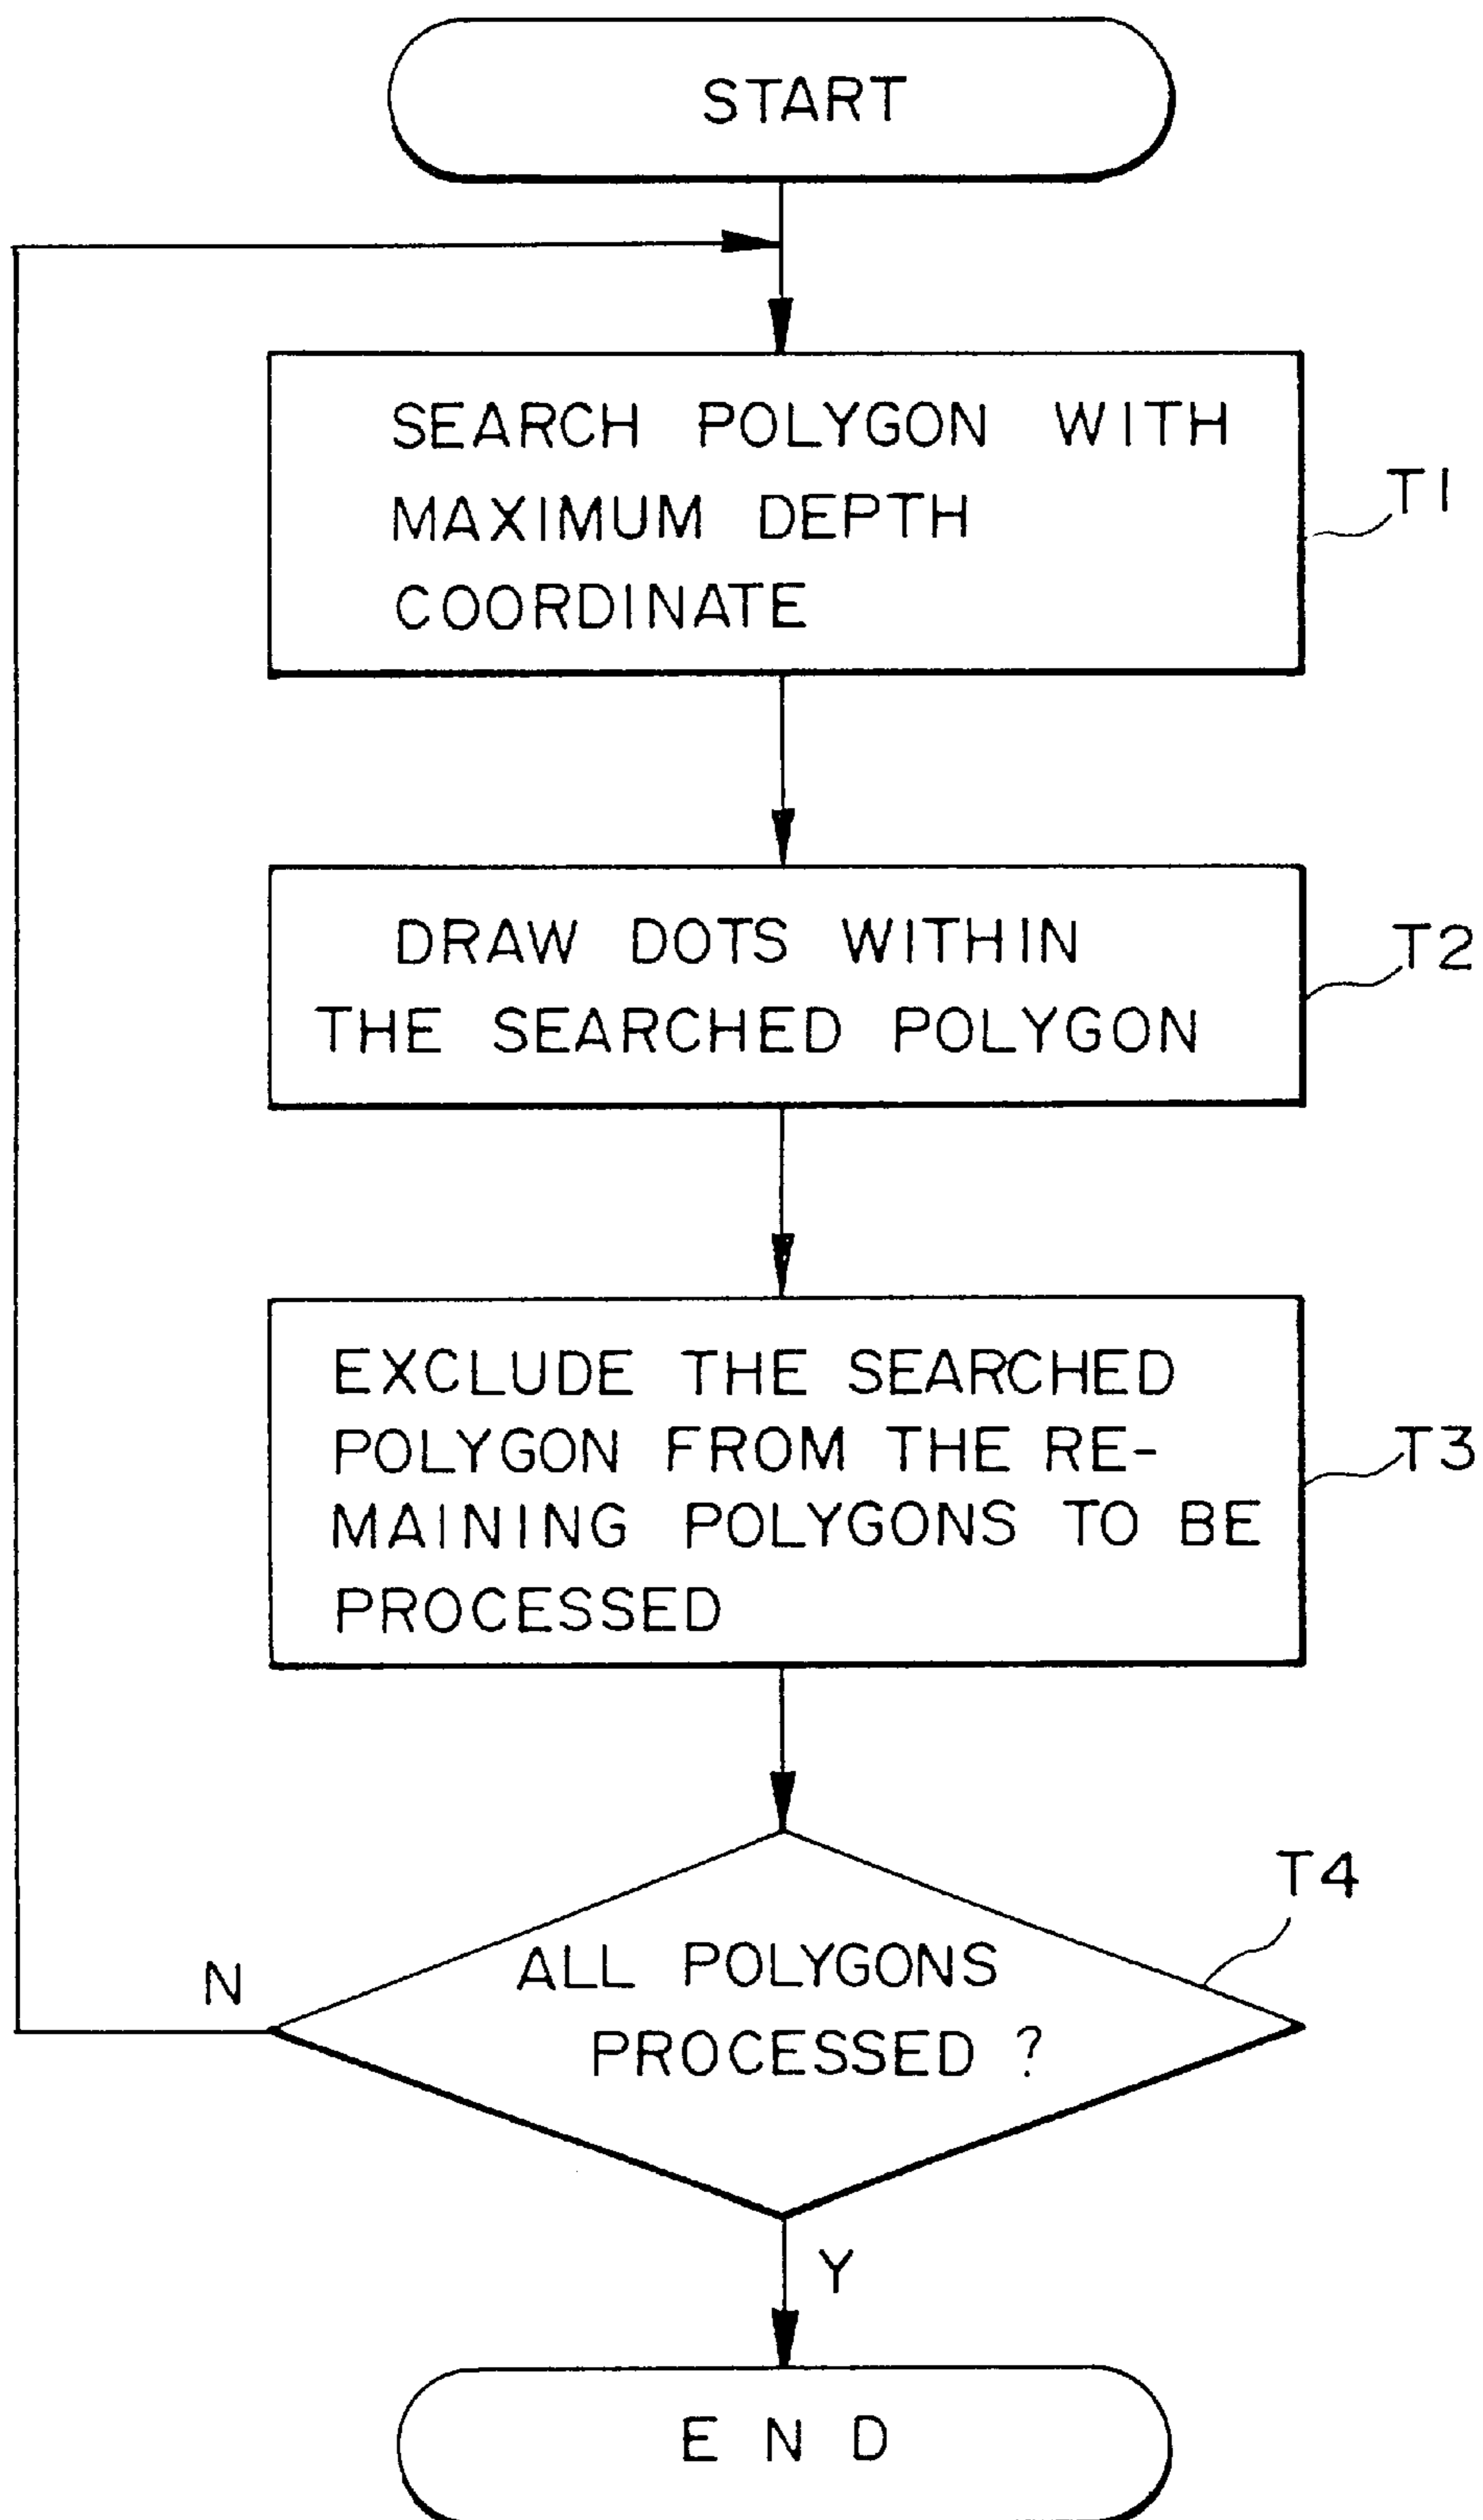 START
SEARCH POLYGON WITH
MAXIMUM DEPTH
COORDINATE
T1
DRAW DOTS WITHIN
THE SEARCHED POLYGON
T2
EXCLUDE THE SEARCHED
POLYGON FROM THE RE-
MAINING POLYGONS TO BE
PROCESSED
T3
T4
ALL POLYGONS
PROCESSED ?
N
Y
END